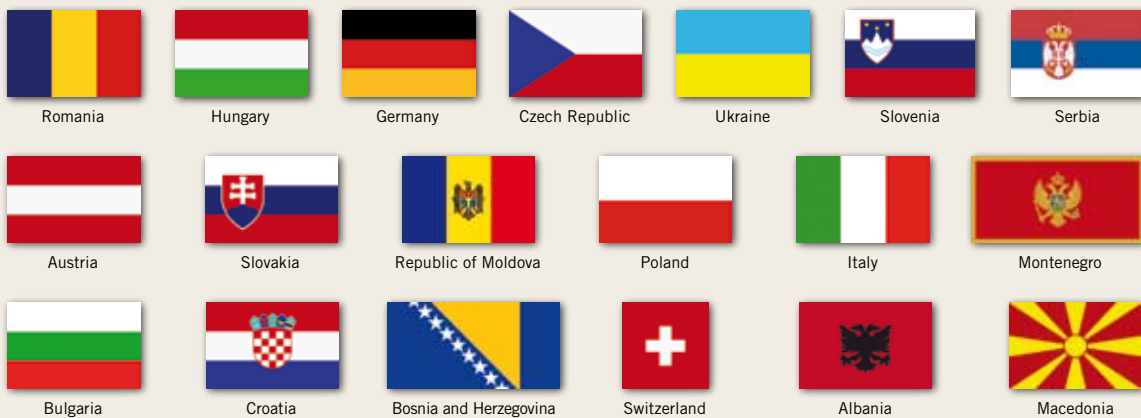 Romania
Hungary
Germany
Czech Republic
Ukraine
Slovenia
Serbia
Austria
Slovakia
Republic of Moldova
Poland
Italy
Montenegro
Bulgaria
Croatia
Bosnia and Herzegovina
Switzerland
Albania
Macedonia